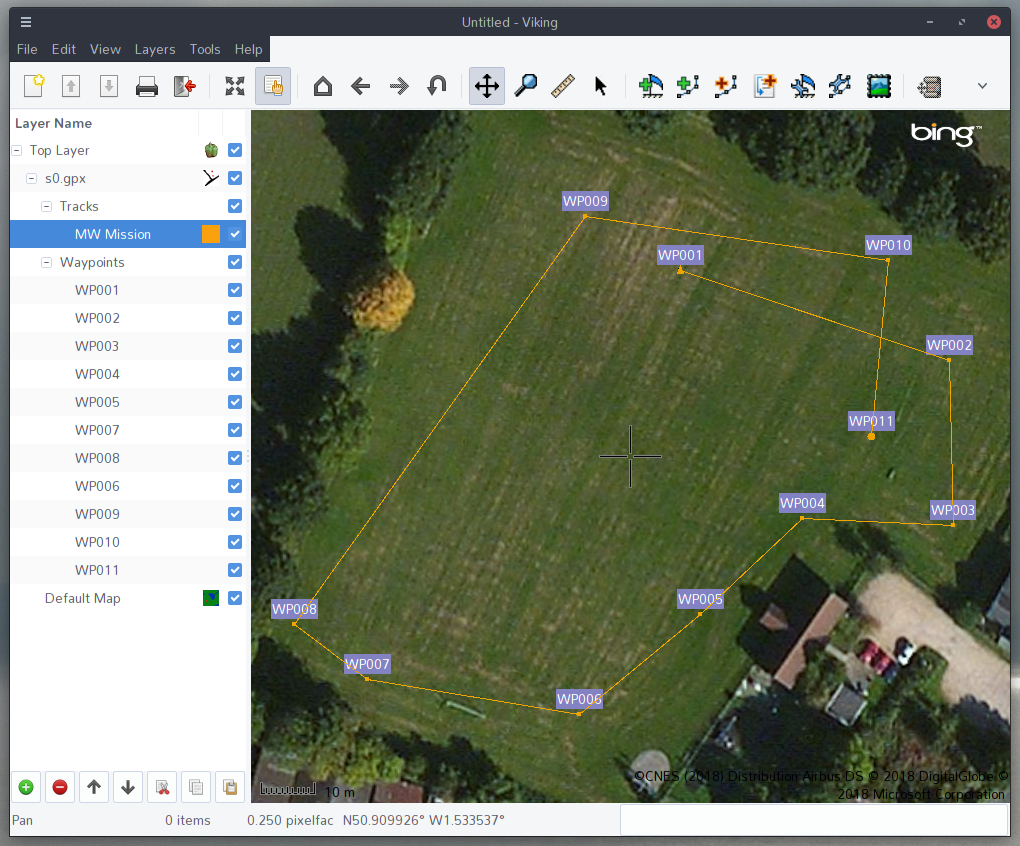 Untitled - Viking
File Edit View Layers Tools Help
Layer Name
Top Layer
s0.gpx
Tracks
MW Mission
Waypoints
WP001
WP002
WP003
WP004
WP005
WP007
WP008
WP006
WP009
WP010
WP011
Default Map
bing™
WP009
WP010
WP001
WP002
WP011
WP004
WP003
WP005
WP008
WP007
WP006
©CNES (2018) Distribution Airbus DS © 2018 DigitalGlobe ©
2018 Microsoft Corporation
10 m
Pan 0 items 0.250 pixelfac N50.909926° W1.533537°